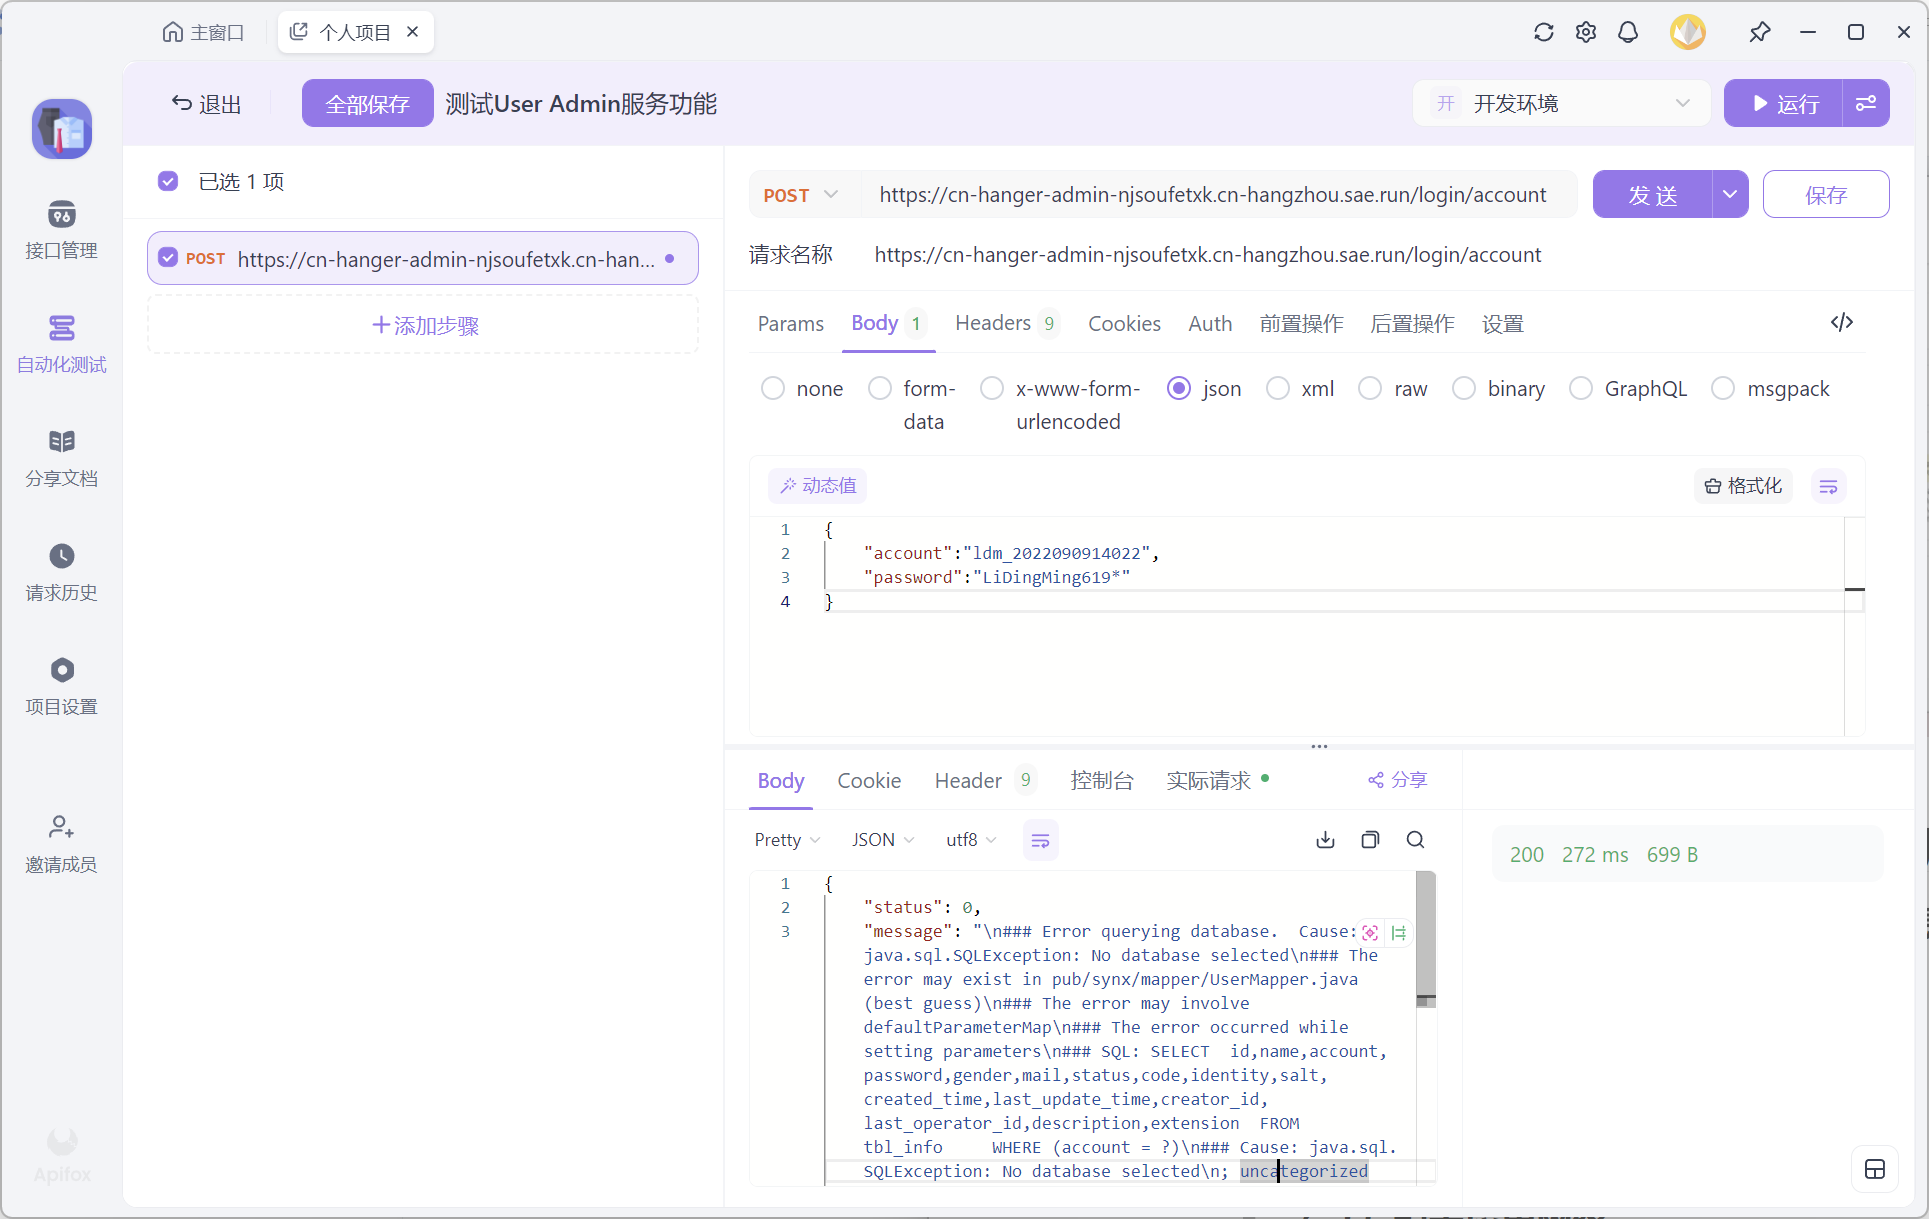 主窗口
个人项目
退出
全部保存
测试User Admin服务功能
开 开发环境
运行
接口管理
自动化测试
分享文档
请求历史
项目设置
邀请成员
Apifox
已选 1 项
POST https://cn-hanger-admin-njsoufetxk.cn-han...
添加步骤
POST https://cn-hanger-admin-njsoufetxk.cn-hangzhou.sae.run/login/account
发 送
保存
请求名称 https://cn-hanger-admin-njsoufetxk.cn-hangzhou.sae.run/login/account
Params Body 1 Headers 9 Cookies Auth 前置操作 后置操作 设置
none form-data x-www-form-urlencoded json xml raw binary GraphQL msgpack
动态值 格式化
1 {
2 "account":"ldm_2022090914022",
3 "password":"LiDingMing619*"
4 }
Body Cookie Header 9 控制台 实际请求 分享
Pretty JSON utf8
200 272 ms 699 B
1 {
2 "status": 0,
3 "message": "\n### Error querying database.  Cause:
java.sql.SQLException: No database selected\n### The
error may exist in pub/synx/mapper/UserMapper.java
(best guess)\n### The error may involve
defaultParameterMap\n### The error occurred while
setting parameters\n### SQL: SELECT  id,name,account,
password,gender,mail,status,code,identity,salt,
created_time,last_update_time,creator_id,
last_operator_id,description,extension  FROM
tbl_info     WHERE (account = ?)\n### Cause: java.sql.
SQLException: No database selected\n; uncategorized